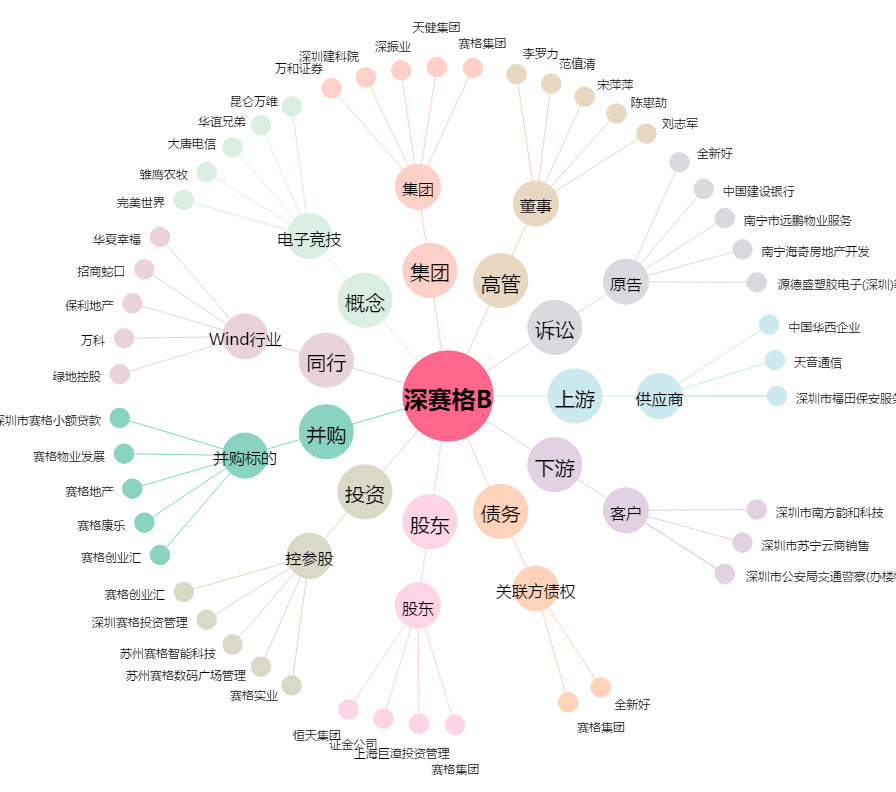 天健集团
赛格集团
深振业
深圳建科院
万和证券
李罗力
范值清
宋萍萍
陈惠劼
刘志军
昆仑万维
华谊兄弟
大唐电信
雏鹰农牧
完美世界
全新好
中国建设银行
南宁市远鹏物业服务
南宁海奇房地产开发
源德盛塑胶电子(深圳)
集团
董事
电子竞技
集团
高管
原告
概念
诉讼
华夏幸福
招商蛇口
保利地产
万科
绿地控股
Wind行业
同行
中国华西企业
天音通信
深圳市福田保安服务
深赛格B
上游
供应商
深圳市赛格小额贷款
赛格物业发展
赛格地产
赛格康乐
赛格创业汇
并购标的
并购
下游
客户
深圳市南方韵和科技
深圳市苏宁云商销售
深圳市公安局交通警察(办楼
投资
股东
债务
控参股
股东
关联方债权
赛格创业汇
深圳赛格投资管理
苏州赛格智能科技
苏州赛格数码广场管理
赛格实业
恒天集团
证金公司
上海巨漳投资管理
赛格集团
全新好
赛格集团